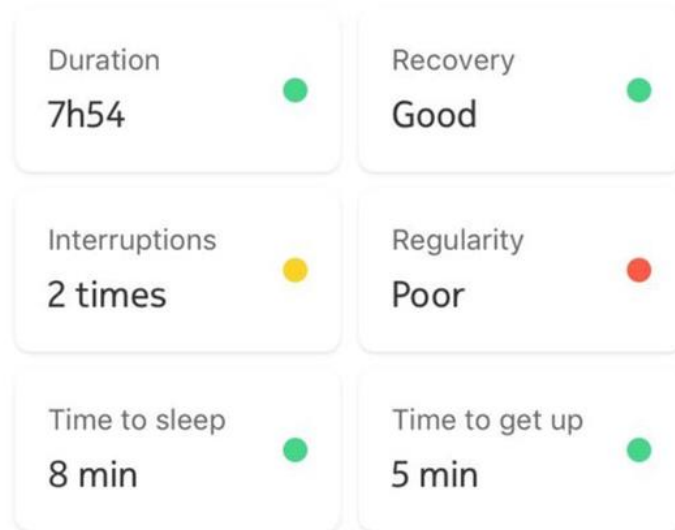 Duration
7h54
Recovery
Good
Interruptions
2 times
Regularity
Poor
Time to sleep
8 min
Time to get up
5 min